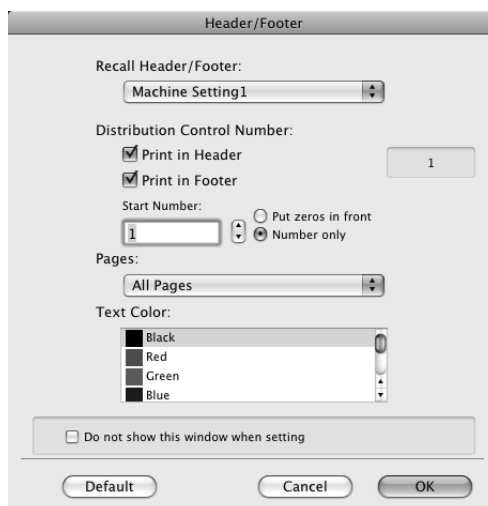 Header/Footer
Recall Header/Footer:
Machine Setting1
Distribution Control Number:
Print in Header
1
Print in Footer
Start Number:
Put zeros in front
1
Number only
Pages:
All Pages
Text Color:
Black
Red
Green
Blue
Do not show this window when setting
Default Cancel OK